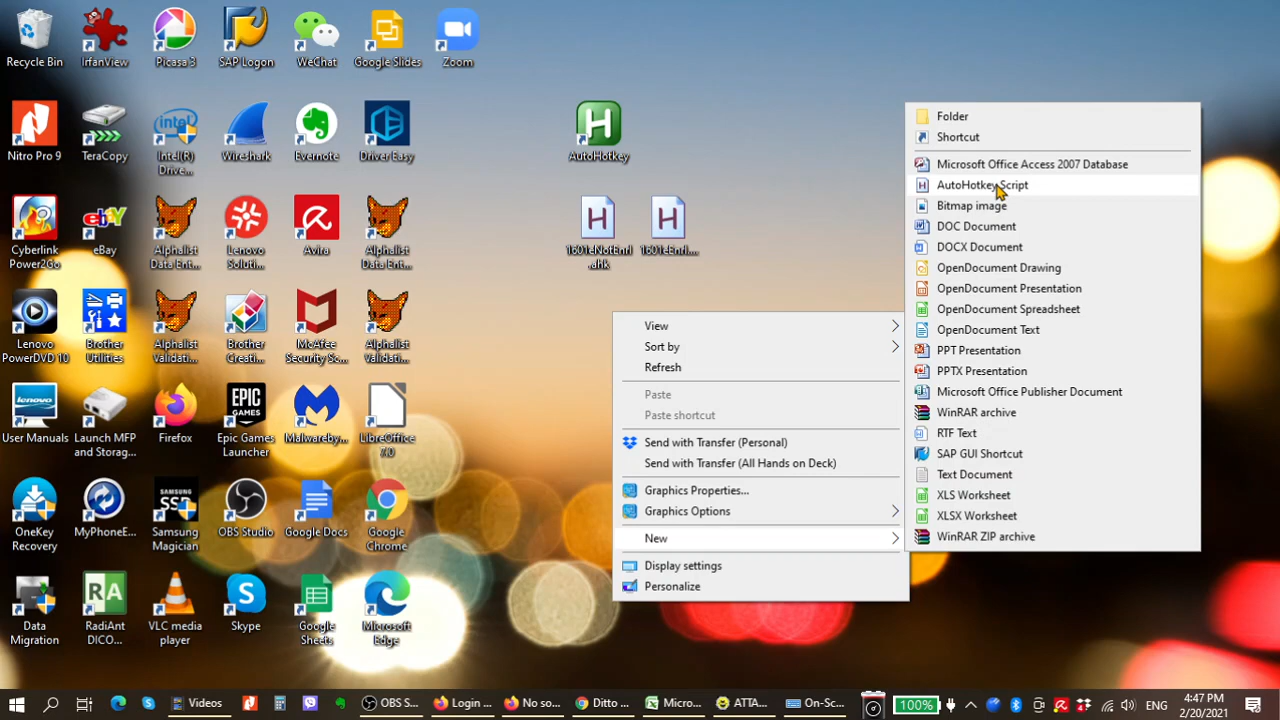 Recycle Bin
IrfanView
Picasa 3
SAP Logon
WeChat
Google Slides
Zoom
Nitro Pro 9
TeraCopy
Intel(R)
Drive...
Wireshark
Evernote
Driver Easy
AutoHotkey
Cyberlink
Power2Go
eBay
Alphalist
Data Ent...
Lenovo
Soluti...
Avira
Alphalist
Data Ent...
1601eNotEnrl
.ahk
1601eEnrl....
Lenovo
PowerDVD 10
Brother
Utilities
Alphalist
Validati...
Brother
Creati...
McAfee
Security Sc...
Alphalist
Validati...
User Manuals
Launch MFP
and Storag...
Firefox
Epic Games
Launcher
Malwareby...
LibreOffice
7.0
OneKey
Recovery
MyPhoneE...
Samsung
Magician
OBS Studio
Google Docs
Google
Chrome
Data
Migration
RadiAnt
DICO...
VLC media
player
Skype
Google
Sheets
Microsoft
Edge
View
Sort by
Refresh
Paste
Paste shortcut
Send with Transfer (Personal)
Send with Transfer (All Hands on Deck)
Graphics Properties...
Graphics Options
New
Display settings
Personalize
Folder
Shortcut
Microsoft Office Access 2007 Database
AutoHotkey Script
Bitmap image
DOC Document
DOCX Document
OpenDocument Drawing
OpenDocument Presentation
OpenDocument Spreadsheet
OpenDocument Text
PPT Presentation
PPTX Presentation
Microsoft Office Publisher Document
WinRAR archive
RTF Text
SAP GUI Shortcut
Text Document
XLS Worksheet
XLSX Worksheet
WinRAR ZIP archive
Videos
OBS S...
Login ...
No so...
Ditto ...
Micro...
ATTA...
On-Sc...
100%
ENG
4:47 PM
2/20/2021